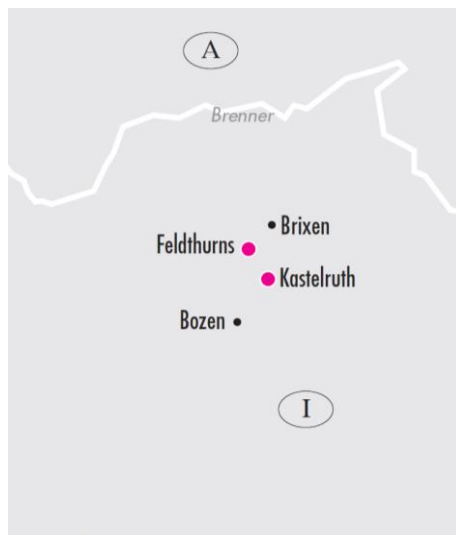 A
Brenner
Brixen
Feldthurns
Kastelruth
Bozen
I